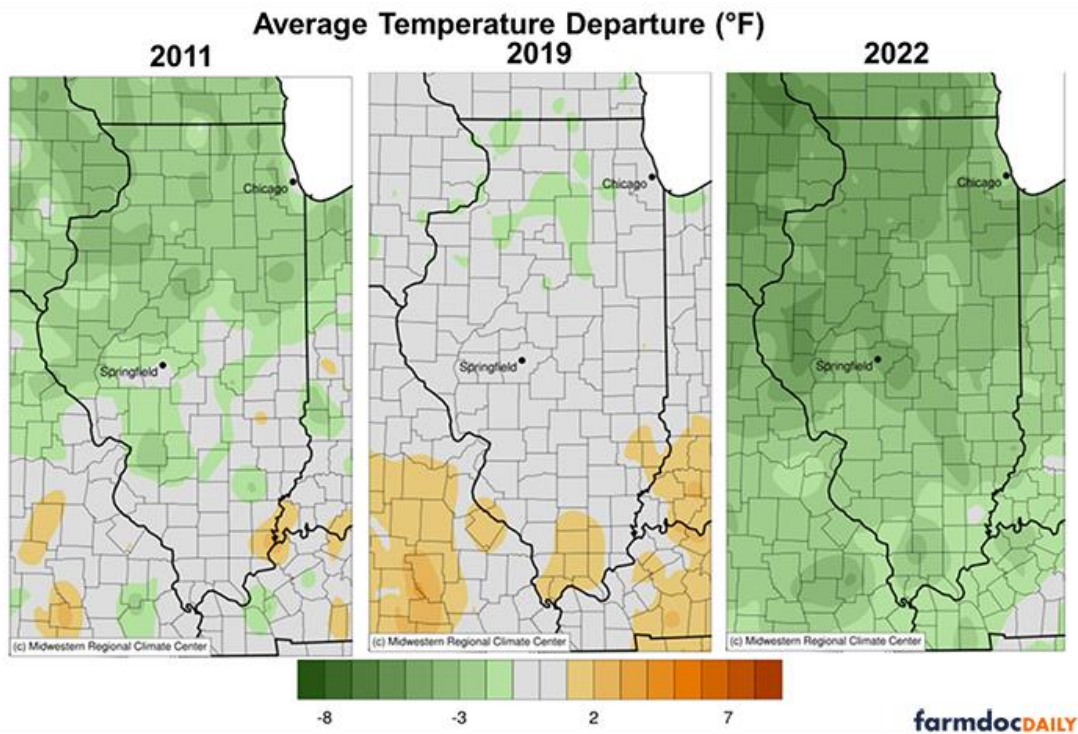 Average Temperature Departure (°F)
2011
2019
2022
Chicago
Springfield
(c) Midwestern Regional Climate Center
Chicago
Springfield
(c) Midwestern Regional Climate Center
Chicago
Springfield
(c) Midwestern Regional Climate Center
-8 -3 2 7
farmdocDAILY